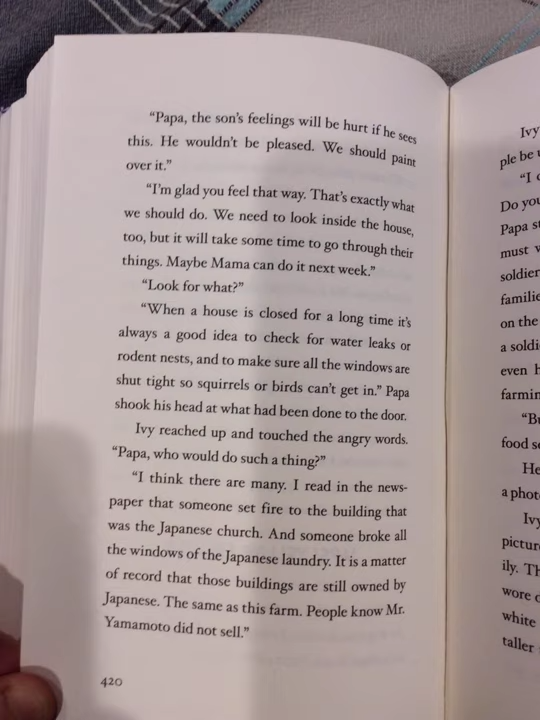 “Papa, the son’s feelings will be hurt if he sees
this. He wouldn’t be pleased. We should paint
over it.”
“I’m glad you feel that way. That’s exactly what
we should do. We need to look inside the house,
too, but it will take some time to go through their
things. Maybe Mama can do it next week.”
“Look for what?”
“When a house is closed for a long time it’s
always a good idea to check for water leaks or
rodent nests, and to make sure all the windows are
shut tight so squirrels or birds can’t get in.” Papa
shook his head at what had been done to the door.
Ivy reached up and touched the angry words.
“Papa, who would do such a thing?”
“I think there are many. I read in the news-
paper that someone set fire to the building that
was the Japanese church. And someone broke all
the windows of the Japanese laundry. It is a matter
of record that those buildings are still owned by
Japanese. The same as this farm. People know Mr.
Yamamoto did not sell.”
420
Ivy
ple be
“I
Do you
Papa
must
soldier
familie
on the
a soldi
even
farmin
food
He
a phot
Ivy
pictur
ily.
wore
white
taller